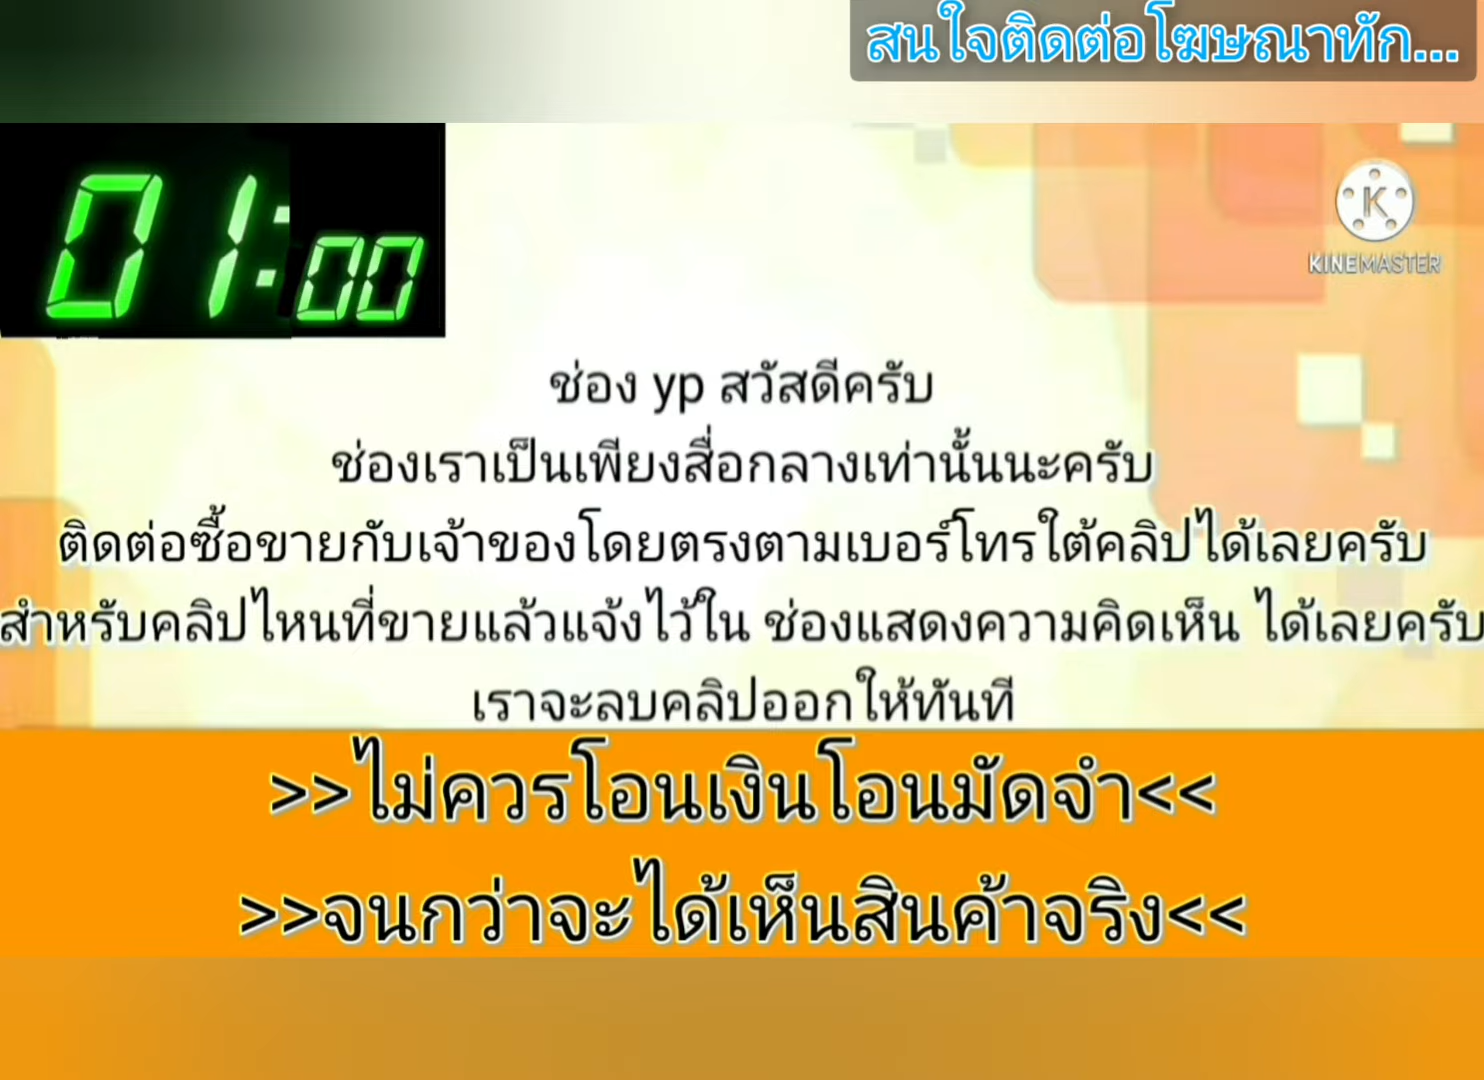 สนใจติดต่อโฆษณาทัก...
01:00
KINEMASTER
ช่อง yp สวัสดีครับ
ช่องเราเป็นเพียงสื่อกลางเท่านั้นนะครับ
ติดต่อซื้อขายกับเจ้าของโดยตรงตามเบอร์โทรใต้คลิปได้เลยครับ
สำหรับคลิปไหนที่ขายแล้วแจ้งไว้ใน ช่องแสดงความคิดเห็น ได้เลยครับ
เราจะลบคลิปออกให้ทันที
>>ไม่ควรโอนเงินโอนมัดจำ<<
>>จนกว่าจะได้เห็นสินค้าจริง<<